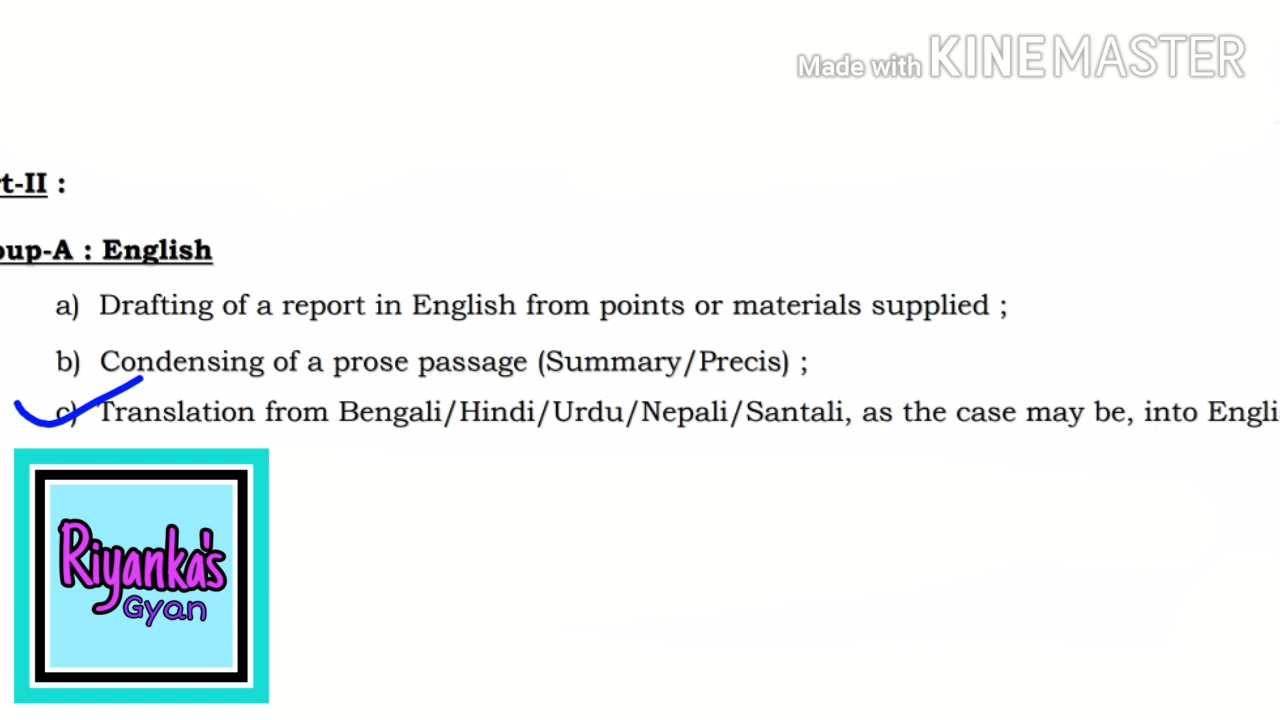 Made with KINEMASTER
t-II :
oup-A : English
a) Drafting of a report in English from points or materials supplied ;
b) Condensing of a prose passage (Summary/Precis) ;
c) Translation from Bengali/Hindi/Urdu/Nepali/Santali, as the case may be, into Engli
Riyanka's
Gyan